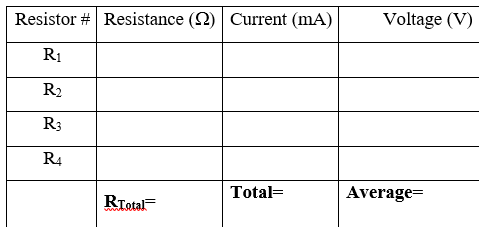 Resistor # Resistance (Ω) Current (mA) Voltage (V)
R1
R2
R3
R4
RTotal= Total= Average=